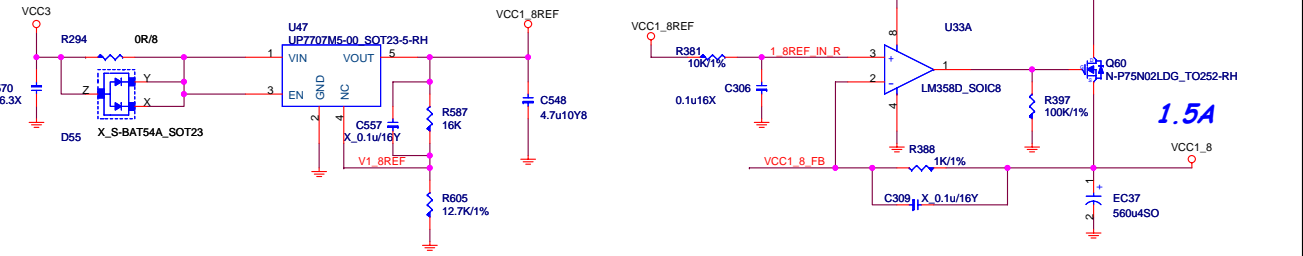 VCC3
R294
0R/8
70
6.3X
Z
Y
X
D55
X_S-BAT54A_SOT23
U47
UP7707M5-00_SOT23-5-RH
1
VIN
VOUT
5
3
EN
GND
NC
2
4
C557
X_0.1u/16Y
R587
16K
V1_8REF
R605
12.7K/1%
VCC1_8REF
C548
4.7u10Y8
VCC1_8REF
R381
10K/1%
1_8REF_IN_R
C306
0.1u16X
U33A
8
3
+
2
-
1
4
LM358D_SOIC8
Q60
N-P75N02LDG_TO252-RH
R397
100K/1%
1.5A
VCC1_8_FB
R388
1K/1%
C309
X_0.1u/16Y
VCC1_8
1
+
2
EC37
560u4SO